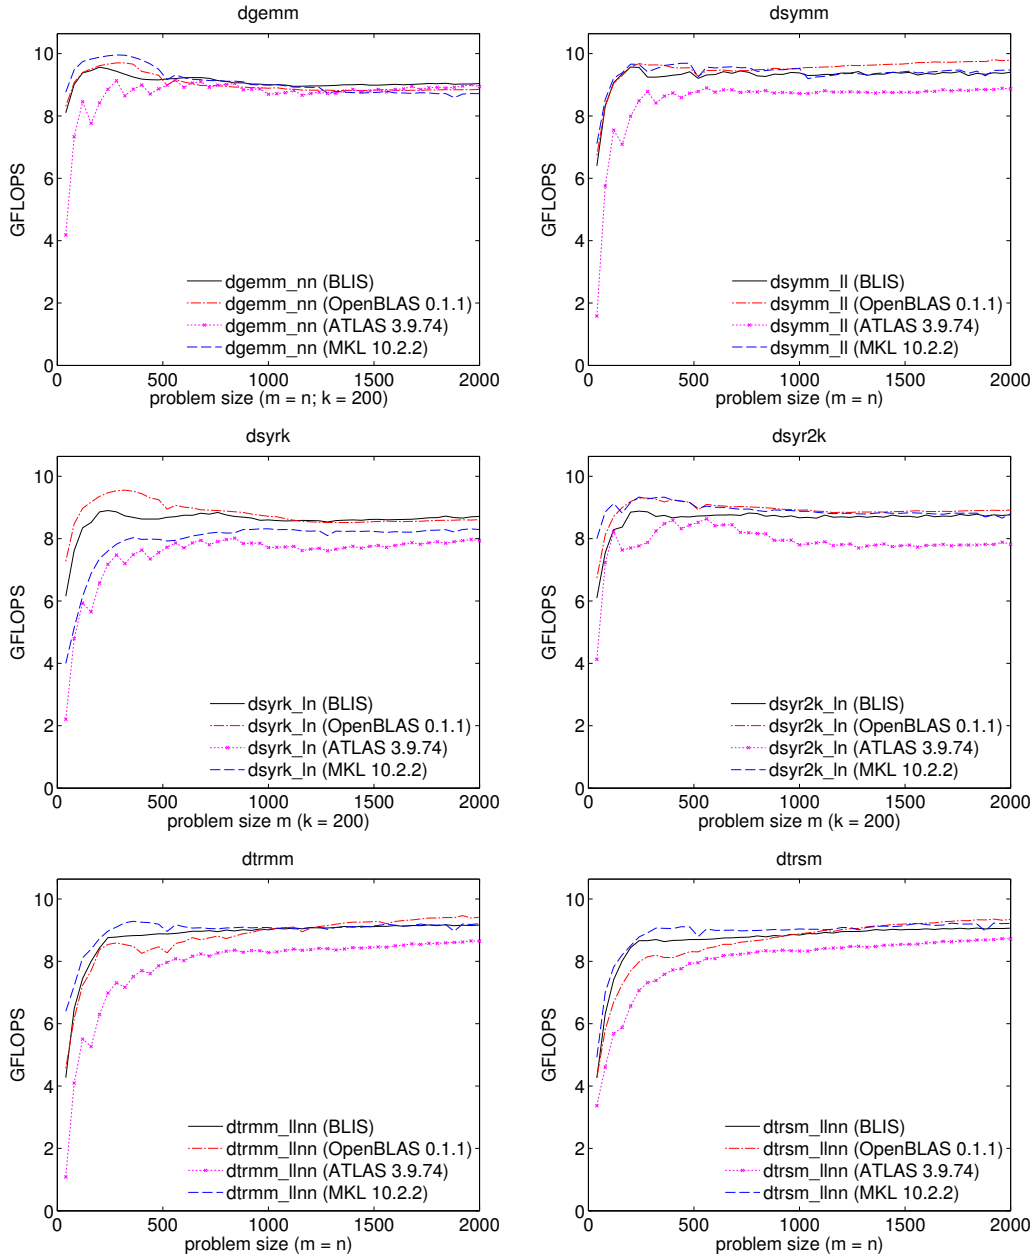 dgemm
10
8
6
4
2
0
GFLOPS
dgemm_nn (BLIS)
dgemm_nn (OpenBLAS 0.1.1)
dgemm_nn (ATLAS 3.9.74)
dgemm_nn (MKL 10.2.2)
0 500 1000 1500 2000
problem size (m = n; k = 200)
dsymm
10
8
6
4
2
0
GFLOPS
dsymm_ll (BLIS)
dsymm_ll (OpenBLAS 0.1.1)
dsymm_ll (ATLAS 3.9.74)
dsymm_ll (MKL 10.2.2)
0 500 1000 1500 2000
problem size (m = n)
dsyrk
10
8
6
4
2
0
GFLOPS
dsyrk_ln (BLIS)
dsyrk_ln (OpenBLAS 0.1.1)
dsyrk_ln (ATLAS 3.9.74)
dsyrk_ln (MKL 10.2.2)
0 500 1000 1500 2000
problem size m (k = 200)
dsyr2k
10
8
6
4
2
0
GFLOPS
dsyr2k_ln (BLIS)
dsyr2k_ln (OpenBLAS 0.1.1)
dsyr2k_ln (ATLAS 3.9.74)
dsyr2k_ln (MKL 10.2.2)
0 500 1000 1500 2000
problem size m (k = 200)
dtrmm
10
8
6
4
2
0
GFLOPS
dtrmm_llnn (BLIS)
dtrmm_llnn (OpenBLAS 0.1.1)
dtrmm_llnn (ATLAS 3.9.74)
dtrmm_llnn (MKL 10.2.2)
0 500 1000 1500 2000
problem size (m = n)
dtrsm
10
8
6
4
2
0
GFLOPS
dtrsm_llnn (BLIS)
dtrsm_llnn (OpenBLAS 0.1.1)
dtrsm_llnn (ATLAS 3.9.74)
dtrsm_llnn (MKL 10.2.2)
0 500 1000 1500 2000
problem size (m = n)